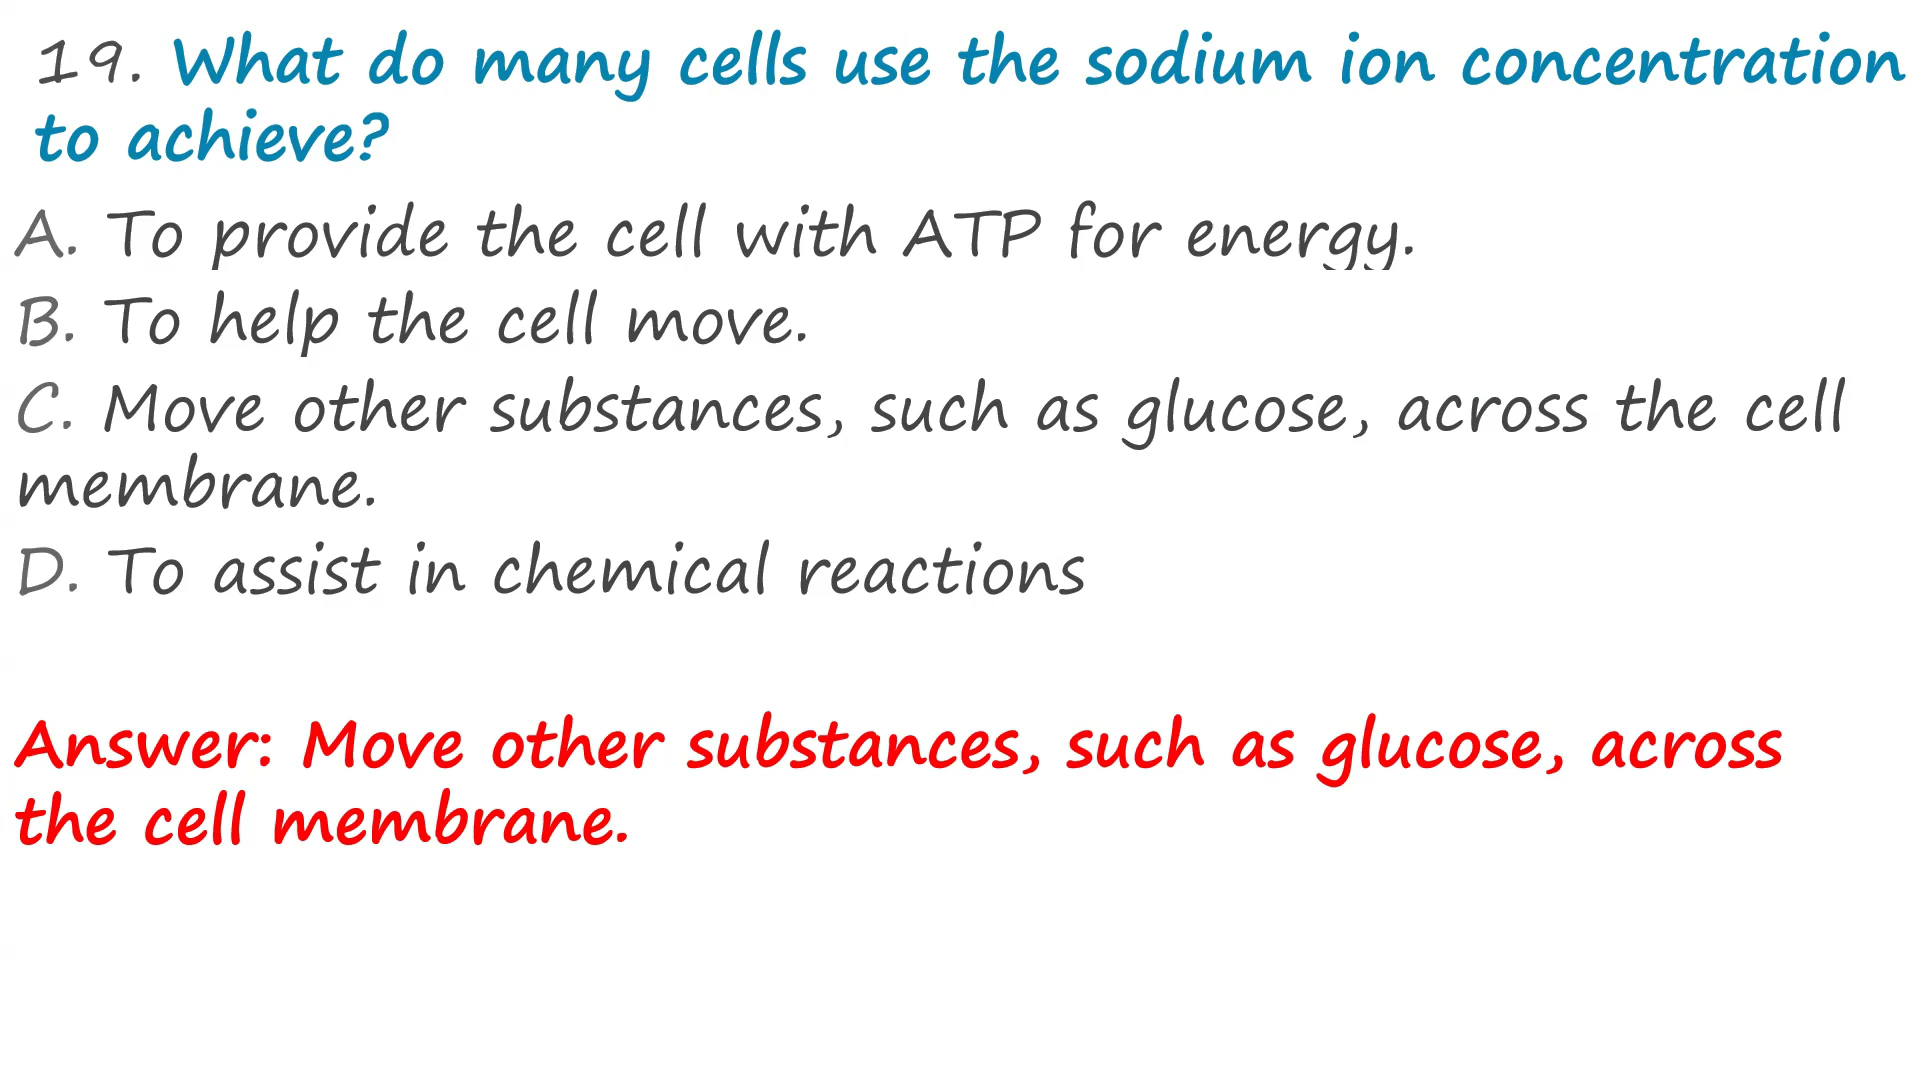 19. What do many cells use the sodium ion concentration
to achieve?
A. To provide the cell with ATP for energy.
B. To help the cell move.
C. Move other substances, such as glucose, across the cell
membrane.
D. To assist in chemical reactions
Answer: Move other substances, such as glucose, across
the cell membrane.